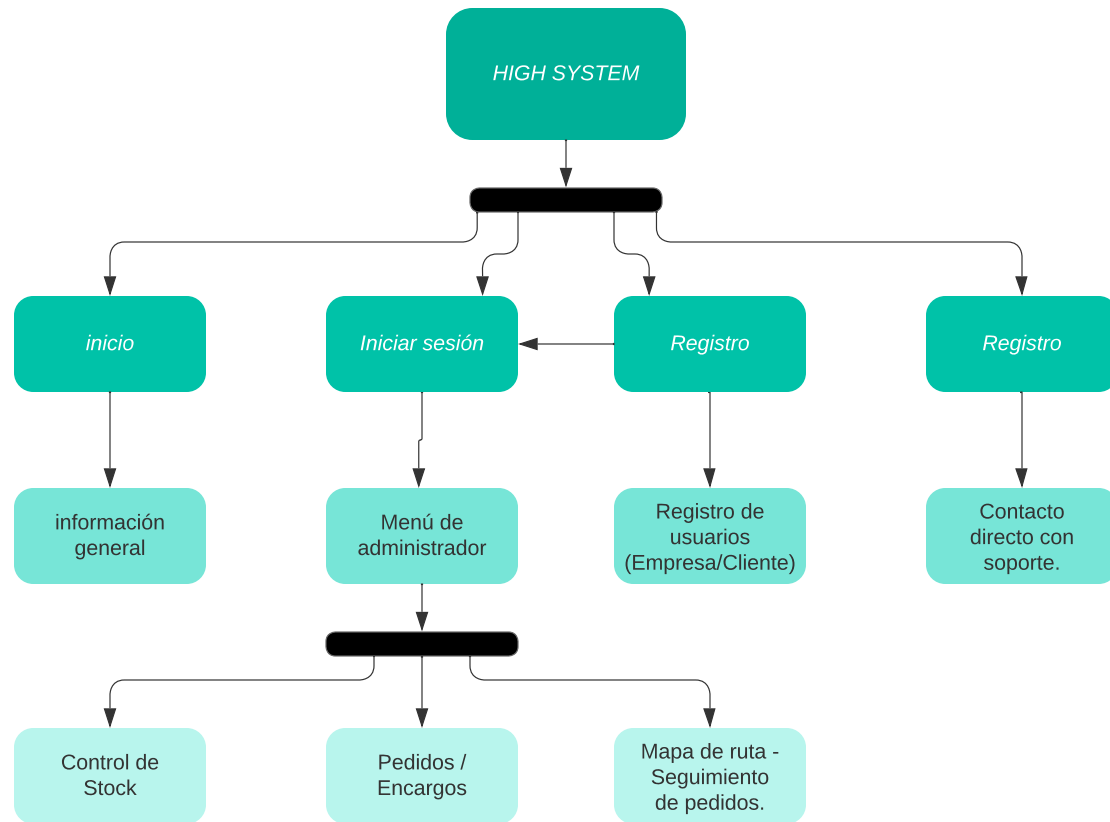 HIGH SYSTEM
inicio
Iniciar sesión
Registro
Registro
información
general
Menú de
administrador
Registro de
usuarios
(Empresa/Cliente)
Contacto
directo con
soporte.
Control de
Stock
Pedidos /
Encargos
Mapa de ruta -
Seguimiento
de pedidos.